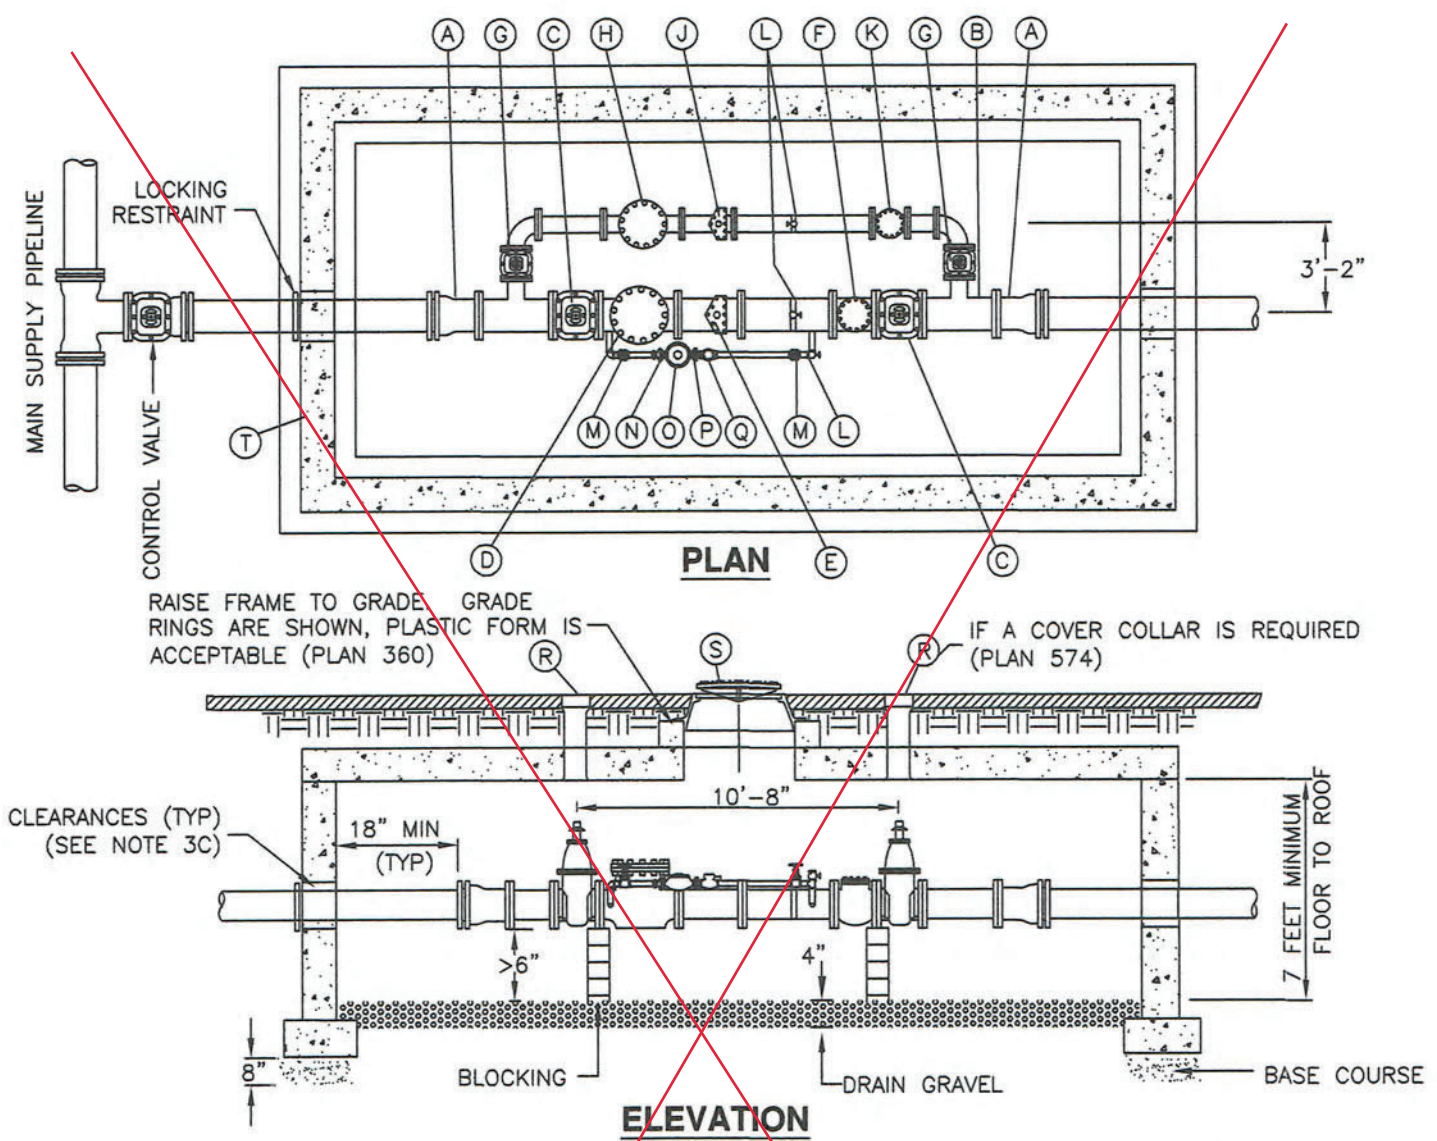 A G C H J L F K G B A
LOCKING
RESTRAINT
MAIN SUPPLY PIPELINE
CONTROL VALVE
3'-2"
T
M N O P Q M L
D
E
C
PLAN
RAISE FRAME TO GRADE. GRADE
RINGS ARE SHOWN, PLASTIC FORM IS
ACCEPTABLE (PLAN 360)
R
S
R
IF A COVER COLLAR IS REQUIRED
(PLAN 574)
10'-8"
CLEARANCES (TYP)
(SEE NOTE 3C)
18" MIN
(TYP)
7 FEET MINIMUM
FLOOR TO ROOF
>6"
4"
8"
BLOCKING
DRAIN GRAVEL
BASE COURSE
ELEVATION